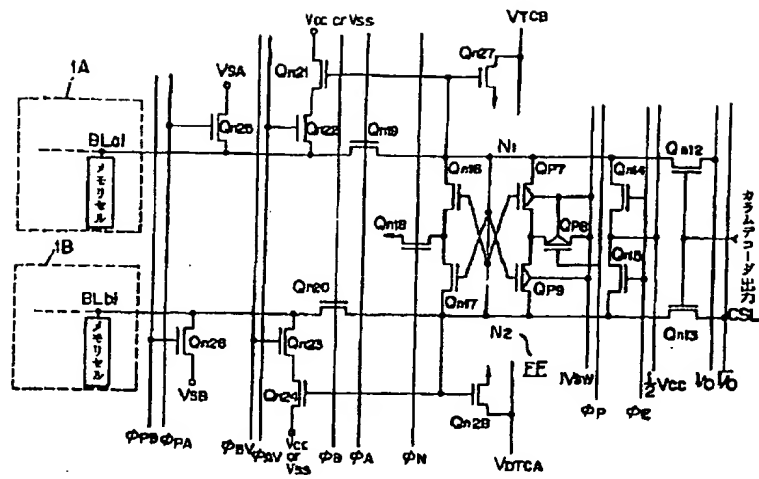 VCC or VSS
VTCB
Qn21
Qn27
1A
VSA
Qn25
Qn22
Qn19
BLai
N1
Qn12
メモリセル
Qn16
QP7
Qn14
Qn18
QP8
カラムデコーダ出力
1B
Qn20
Qn17
QP9
Qn15
BLbi
CSL
N2
Qn13
メモリセル
Qn26
Qn23
FF
VSB
Qn24
Qn28
VSW
φP
φE
1/2 VCC
I/O
I/O
φPB
φPA
φBV
φAV
VCC
or
VSS
φB
φA
φN
VDTCA